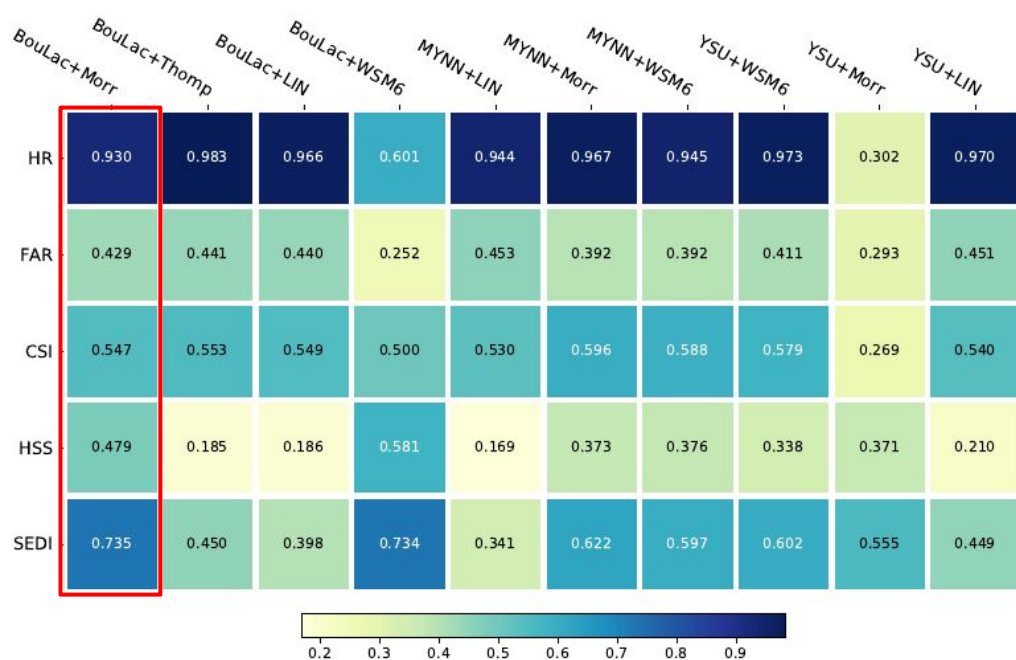 BouLac+Morr BouLac+Thomp BouLac+LIN BouLac+WSM6 MYNN+LIN MYNN+Morr MYNN+WSM6 YSU+WSM6 YSU+Morr YSU+LIN
HR 0.930 0.983 0.966 0.601 0.944 0.967 0.945 0.973 0.302 0.970
FAR 0.429 0.441 0.440 0.252 0.453 0.392 0.392 0.411 0.293 0.451
CSI 0.547 0.553 0.549 0.500 0.530 0.596 0.588 0.579 0.269 0.540
HSS 0.479 0.185 0.186 0.581 0.169 0.373 0.376 0.338 0.371 0.210
SEDI 0.735 0.450 0.398 0.734 0.341 0.622 0.597 0.602 0.555 0.449
0.2 0.3 0.4 0.5 0.6 0.7 0.8 0.9